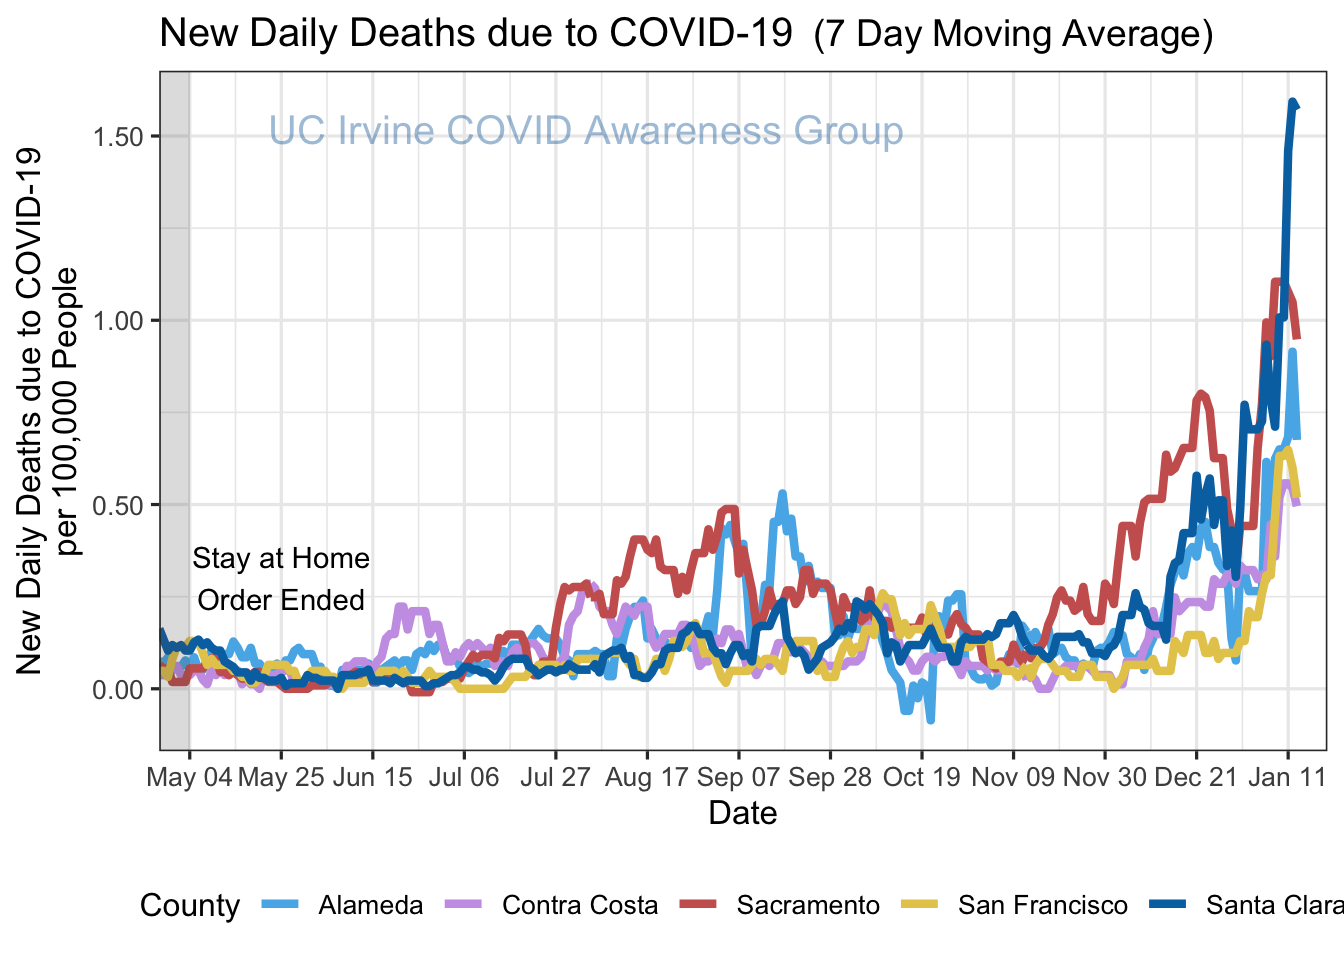 New Daily Deaths due to COVID-19 (7 Day Moving Average)
UC Irvine COVID Awareness Group
New Daily Deaths due to COVID-19
per 100,000 People
1.50
1.00
0.50
0.00
Stay at Home
Order Ended
May 04 May 25 Jun 15 Jul 06 Jul 27 Aug 17 Sep 07 Sep 28 Oct 19 Nov 09 Nov 30 Dec 21 Jan 11
Date
County Alameda Contra Costa Sacramento San Francisco Santa Clara